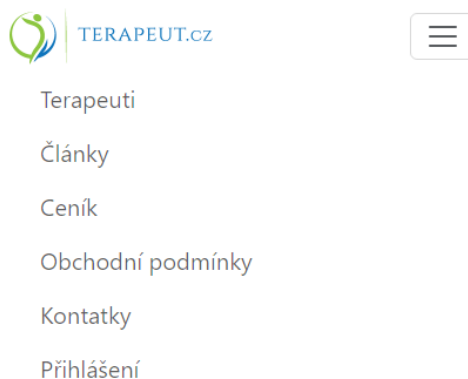 TERAPEUT.CZ
Terapeuti
Články
Ceník
Obchodní podmínky
Kontatky
Přihlášení